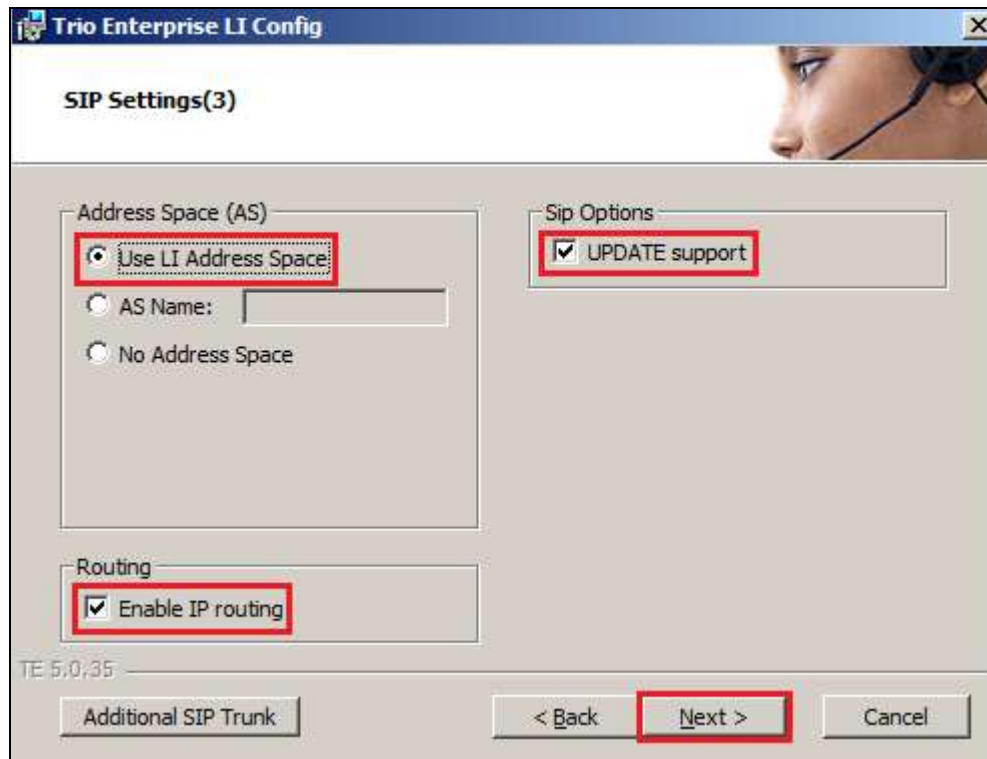 Trio Enterprise LI Config
SIP Settings(3)
Address Space (AS)
Use LI Address Space
AS Name:
No Address Space
Sip Options
UPDATE support
Routing
Enable IP routing
TE 5.0.35
Additional SIP Trunk
< Back
Next >
Cancel